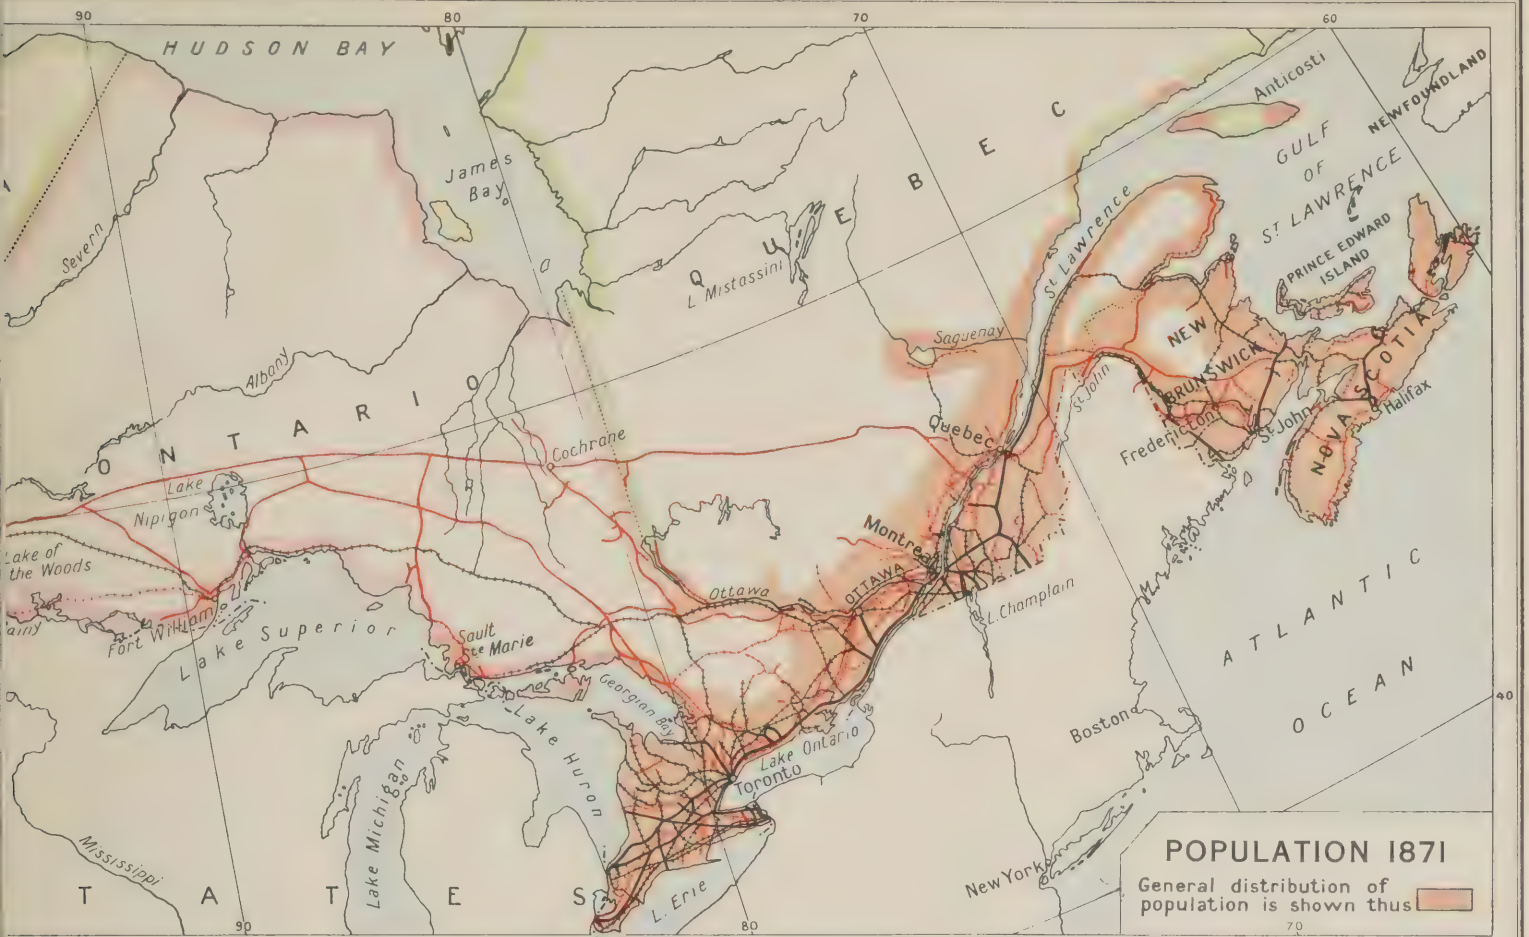 90
80
70
60
HUDSON BAY
Anticosti
NEWFOUNDLAND
GULF
OF
ST LAWRENCE
James
Bay
QUEBEC
St Lawrence
PRINCE EDWARD
ISLAND
Severn
L Mistassini
Saguenay
NEW
BRUNSWICK
NOVA SCOTIA
Halifax
Albany
ONTARIO
St John
St John
Fredericton
Quebec
Cochrane
Lake
Nipigon
Lake of
the Woods
Montreal
OTTAWA
Ottawa
L. Champlain
ATLANTIC
OCEAN
Fort William
Lake Superior
Sault
Ste Marie
Georgian Bay
40
Boston
Lake Huron
Lake Ontario
Toronto
Lake Michigan
Mississippi
New York
L. Erie
TATES
POPULATION 1871
General distribution of
population is shown thus
90
80
70